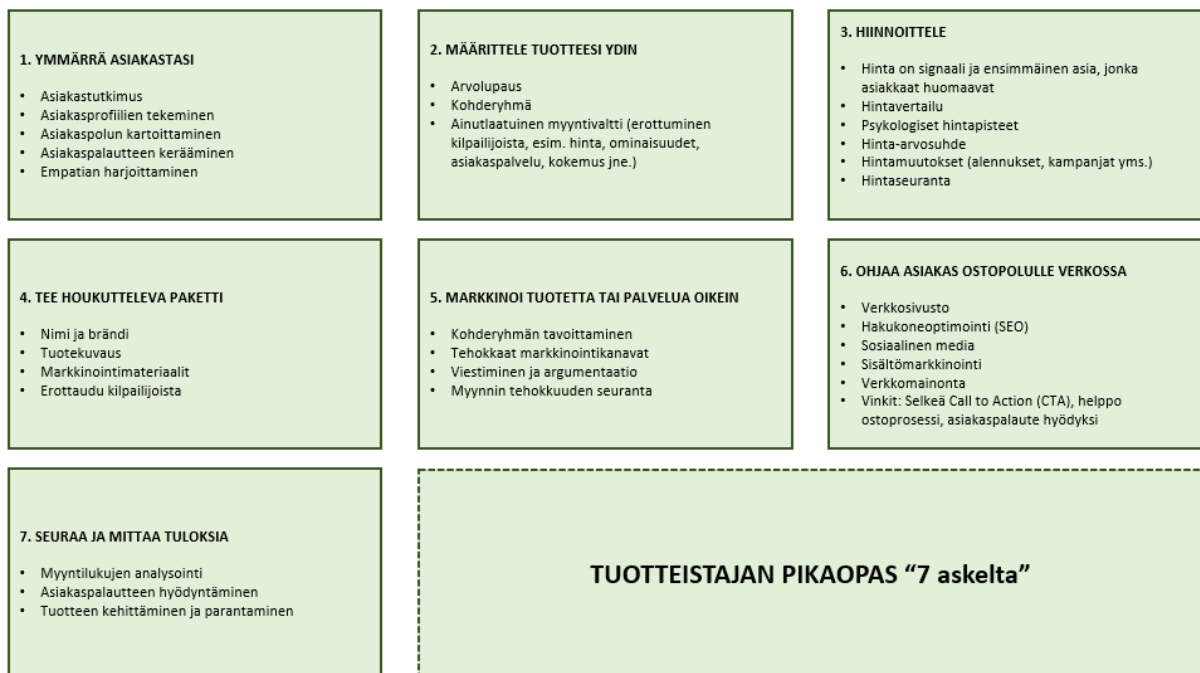 1. YMMÄRRÄ ASIAKASTASI
• Asiakastutkimus
• Asiakasprofiilien tekeminen
• Asiakaspolun kartoittaminen
• Asiakaspalautteen kerääminen
• Empatian harjoittaminen
2. MÄÄRITTELE TUOTTEESI YDIN
• Arvolupaus
• Kohderyhmä
• Ainutlaatuinen myyntivaltti (erottuminen
kilpailijoista, esim. hinta, ominaisuudet,
asiakaspalvelu, kokemus jne.)
3. HIINNOITTELE
• Hinta on signaali ja ensimmäinen asia, jonka
asiakkaat huomaavat
• Hintavertailu
• Psykologiset hintapisteet
• Hinta-arvosuhde
• Hintamuutokset (alennukset, kampanjat yms.)
• Hintaseuranta
4. TEE HOUKUTTELEVA PAKETTI
• Nimi ja brändi
• Tuotekuvaus
• Markkinointimateriaalit
• Erottaudu kilpailijoista
5. MARKKINOI TUOTETTA TAI PALVELUA OIKEIN
• Kohderyhmän tavoittaminen
• Tehokkaat markkinointikanavat
• Viestiminen ja argumentaatio
• Myynnin tehokkuuden seuranta
6. OHJAA ASIAKAS OSTOPOLULLE VERKOSSA
• Verkkosivusto
• Hakukoneoptimointi (SEO)
• Sosiaalinen media
• Sisältömarkkinointi
• Verkkomainonta
• Vinkit: Selkeä Call to Action (CTA), helppo
ostoprosessi, asiakaspalaute hyödyksi
7. SEURAA JA MITTAA TULOKSIA
• Myyntilukujen analysointi
• Asiakaspalautteen hyödyntäminen
• Tuotteen kehittäminen ja parantaminen
TUOTTEISTAJAN PIKAOPAS “7 askelta”